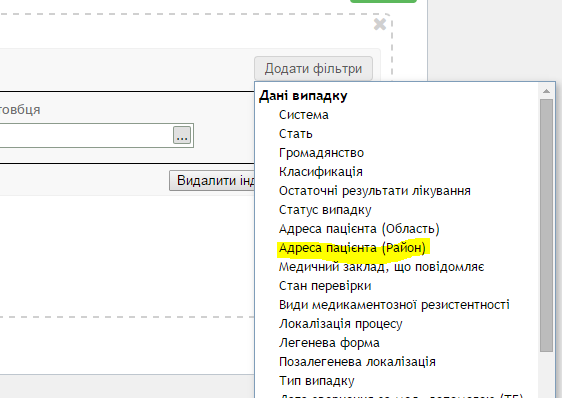 Додати фільтри
Дані випадку
товбця
Система
...
Стать
Громадянство
Видалити інд
Класифікація
Остаточні результати лікування
Статус випадку
Адреса пацієнта (Область)
Адреса пацієнта (Район)
Медичний заклад, що повідомляє
Стан перевірки
Види медикаментозної резистентності
Локалізація процесу
Легенева форма
Позалегенева локалізація
Тип випадку